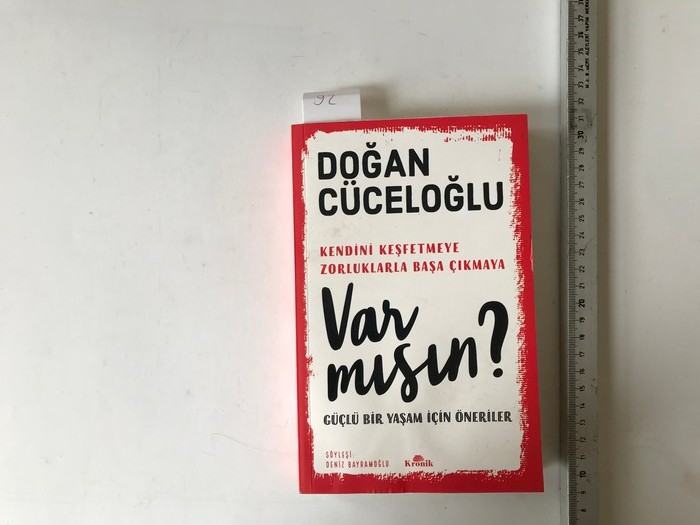 DOĞAN
CÜCELOĞLU
KENDİNİ KEŞFETMEYE
ZORLUKLARLA BAŞA ÇIKMAYA
Var
mısın?
GÜÇLÜ BİR YAŞAM İÇİN ÖNERİLER
SÖYLEŞİ:
DENİZ BAYRAMOĞLU
Kronik